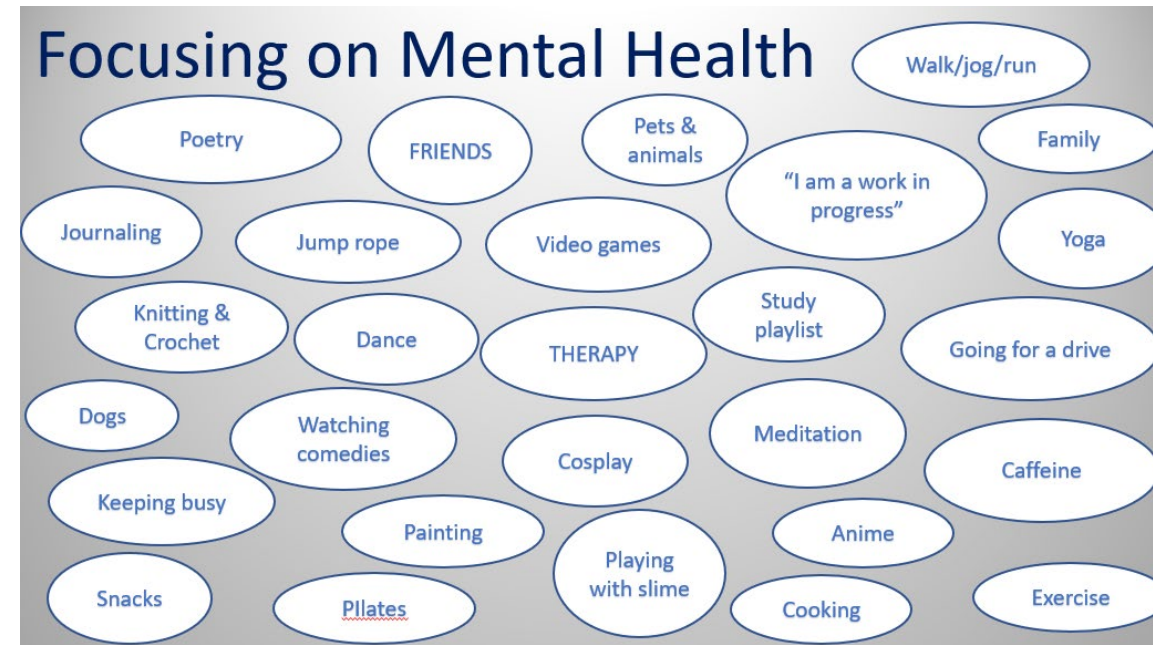 Focusing on Mental Health
Walk/jog/run
Poetry
FRIENDS
Pets &
animals
Family
"I am a work in
progress"
Journaling
Jump rope
Video games
Yoga
Knitting &
Crochet
Dance
THERAPY
Study
playlist
Going for a drive
Dogs
Watching
comedies
Cosplay
Meditation
Caffeine
Keeping busy
Painting
Playing
with slime
Anime
Snacks
PIlates
Cooking
Exercise